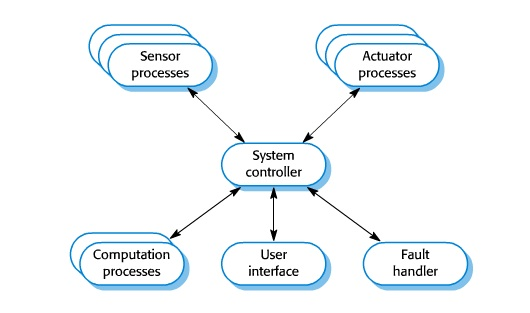 Sensor
processes
Actuator
processes
System
controller
Computation
processes
User
interface
Fault
handler